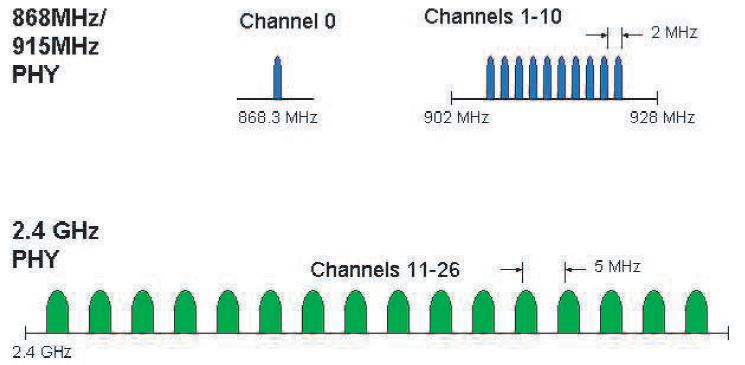 868MHz/
915MHz
PHY
Channel 0
Channels 1-10
2 MHz
868.3 MHz
902 MHz
928 MHz
2.4 GHz
PHY
Channels 11-26
5 MHz
2.4 GHz